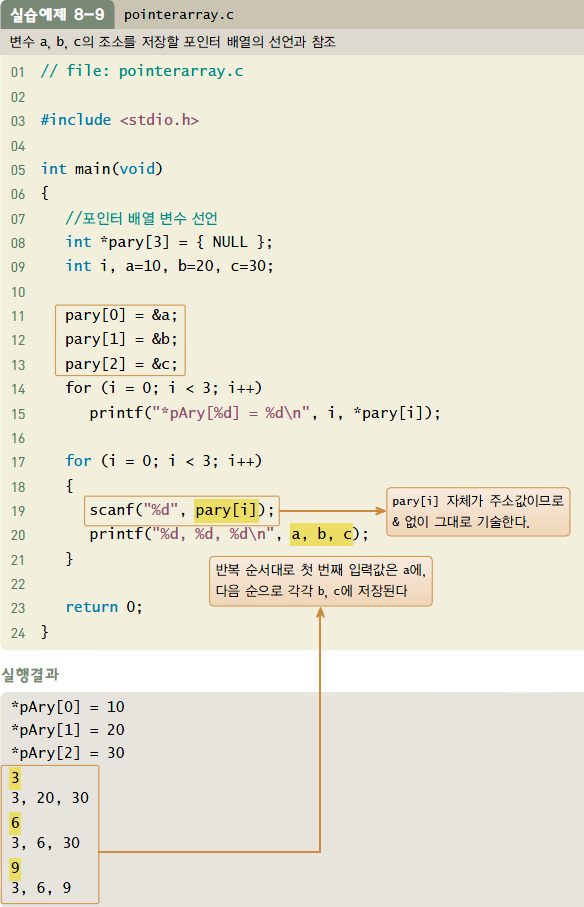 실습예제 8-9 pointerarray.c
변수 a, b, c의 조소를 저장할 포인터 배열의 선언과 참조
01 // file: pointerarray.c
02
03 #include <stdio.h>
04
05 int main(void)
06 {
07 //포인터 배열 변수 선언
08 int *pary[3] = { NULL };
09 int i, a=10, b=20, c=30;
10
11 pary[0] = &a;
12 pary[1] = &b;
13 pary[2] = &c;
14 for (i = 0; i < 3; i++)
15 printf("*pAry[%d] = %d\n", i, *pary[i]);
16
17 for (i = 0; i < 3; i++)
18 {
19 scanf("%d", pary[i]);
20 printf("%d, %d, %d\n", a, b, c);
21 }
22
23 return 0;
24 }
pary[i] 자체가 주소값이므로
& 없이 그대로 기술한다.
반복 순서대로 첫 번째 입력값은 a에,
다음 순으로 각각 b, c에 저장된다
실행결과
*pAry[0] = 10
*pAry[1] = 20
*pAry[2] = 30
3
3, 20, 30
6
3, 6, 30
9
3, 6, 9